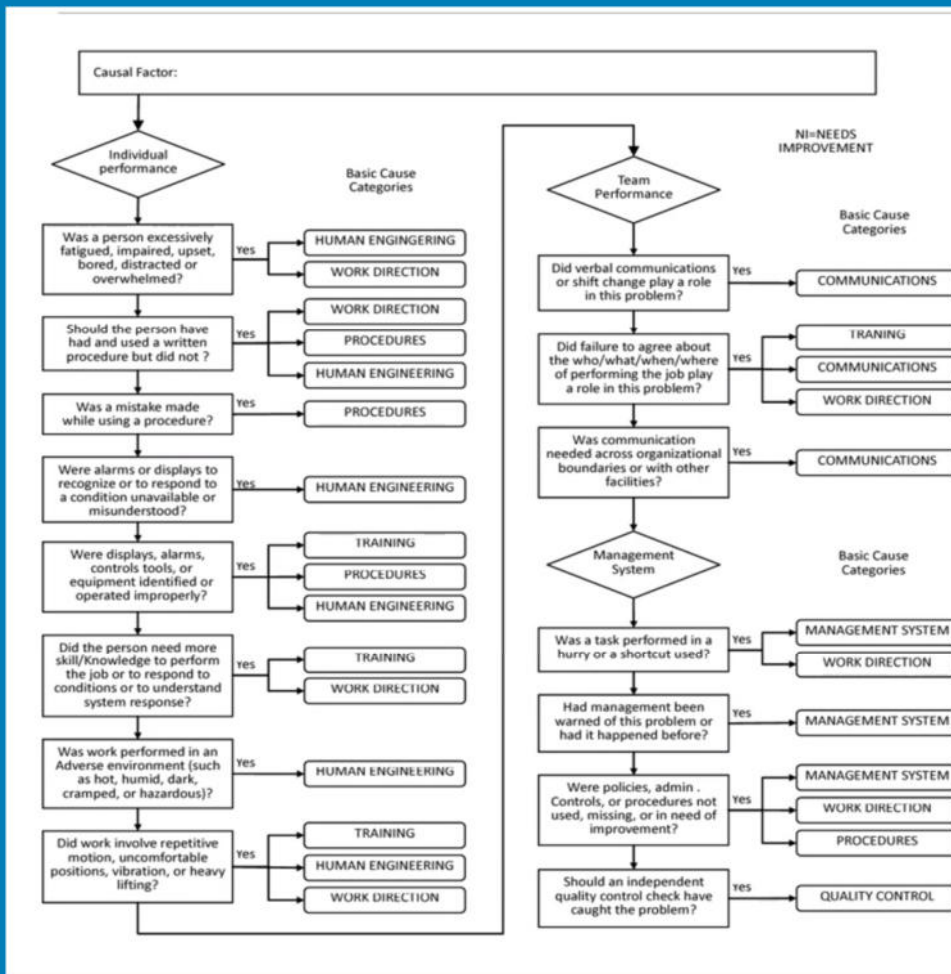 Causal Factor:
Individual
performance
Basic Cause
Categories
Was a person excessively
fatigued, impaired, upset,
bored, distracted or
overwhelmed?
Yes
HUMAN ENGINGERING
WORK DIRECTION
Should the person have
had and used a written
procedure but did not ?
Yes
WORK DIRECTION
PROCEDURES
HUMAN ENGINEERING
Was a mistake made
while using a procedure?
Yes
PROCEDURES
Were alarms or displays to
recognize or to respond to
a condition unavailable or
misunderstood?
Yes
HUMAN ENGINEERING
Were displays, alarms,
controls tools, or
equipment identified or
operated improperly?
Yes
TRAINING
PROCEDURES
HUMAN ENGINEERING
Did the person need more
skill/Knowledge to perform
the job or to respond to
conditions or to understand
system response?
Yes
TRAINING
WORK DIRECTION
Was work performed in an
Adverse environment (such
as hot, humid, dark,
cramped, or hazardous)?
Yes
HUMAN ENGINEERING
Did work involve repetitive
motion, uncomfortable
positions, vibration, or heavy
lifting?
Yes
TRAINING
HUMAN ENGINEERING
WORK DIRECTION
NI=NEEDS
IMPROVEMENT
Team
Performance
Basic Cause
Categories
Did verbal communications
or shift change play a role
in this problem?
Yes
COMMUNICATIONS
Did failure to agree about
the who/what/when/where
of performing the job play
a role in this problem?
Yes
TRANING
COMMUNICATIONS
WORK DIRECTION
Was communication
needed across organizational
boundaries or with other
facilities?
Yes
COMMUNICATIONS
Management
System
Basic Cause
Categories
Was a task performed in a
hurry or a shortcut used?
Yes
MANAGEMENT SYSTEM
WORK DIRECTION
Had management been
warned of this problem or
had it happened before?
Yes
MANAGEMENT SYSTEM
Were policies, admin .
Controls, or procedures not
used, missing, or in need of
improvement?
Yes
MANAGEMENT SYSTEM
WORK DIRECTION
PROCEDURES
Should an independent
quality control check have
caught the problem?
Yes
QUALITY CONTROL